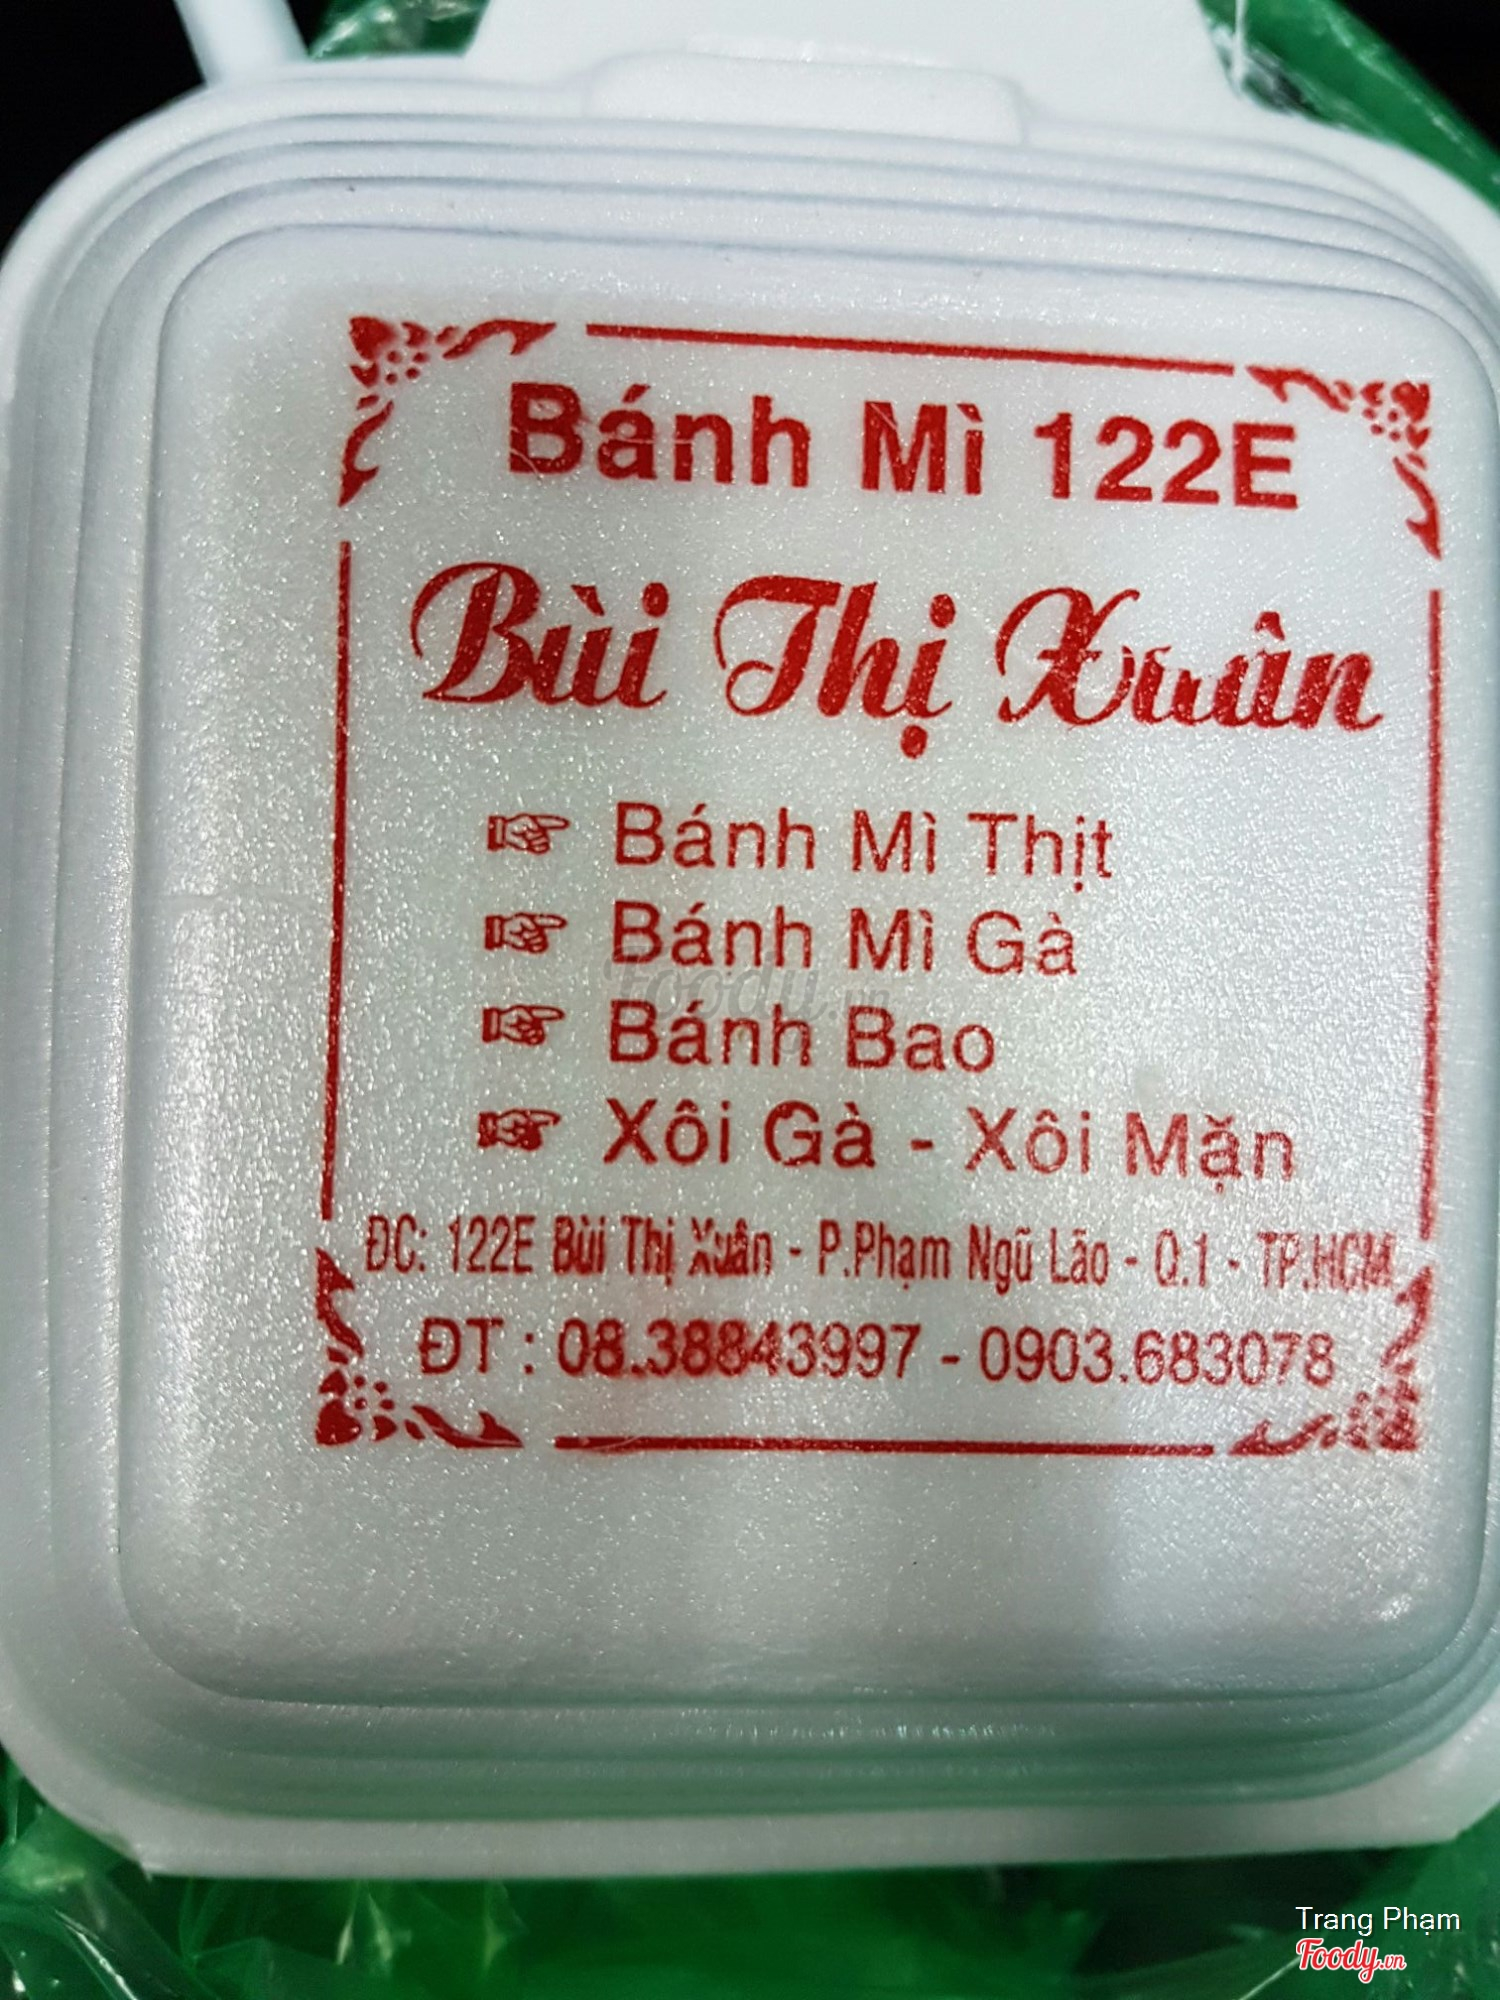 Bánh Mì 122E
Bùi Thị Xuân
Bánh Mì Thịt
Bánh Mì Gà
Foody.vn
Bánh Bao
Xôi Gà - Xôi Mặn
ĐC: 122E Bùi Thị Xuân - P.Phạm Ngũ Lão - Q.1 - TP.HCM
ĐT : 08.38843997 - 0903.683078
Trang Phạm
Foody.vn